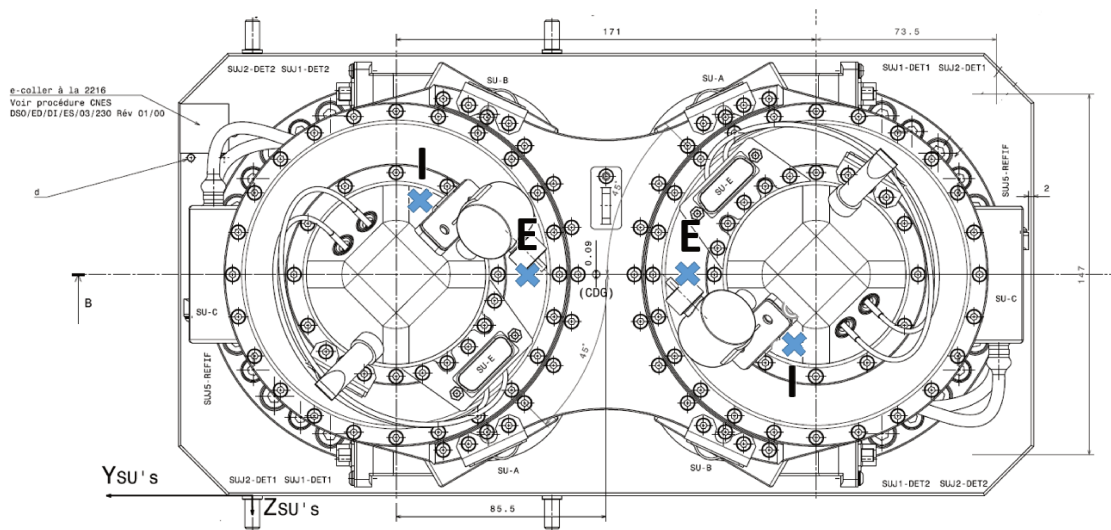 171
73.5
SUJ2-DET2 SUJ1-DET2
SU-B
SU-A
SUJ1-DET1 SUJ2-DET1
e-coller à la 2216
Voir procédure CNES
DSO/ED/DI/ES/03/230 Rév 01/00
I
SU-E
45°
SUJ5-REFIF
d
2
E
E
0.09
(CDG)
B
147
SU-C
SU-C
45°
SU-E
SUJ5-REFIF
I
SU-A
SU-B
SUJ2-DET1 SUJ1-DET1
SUJ1-DET2 SUJ2-DET2
YSU's
ZSU's
85.5